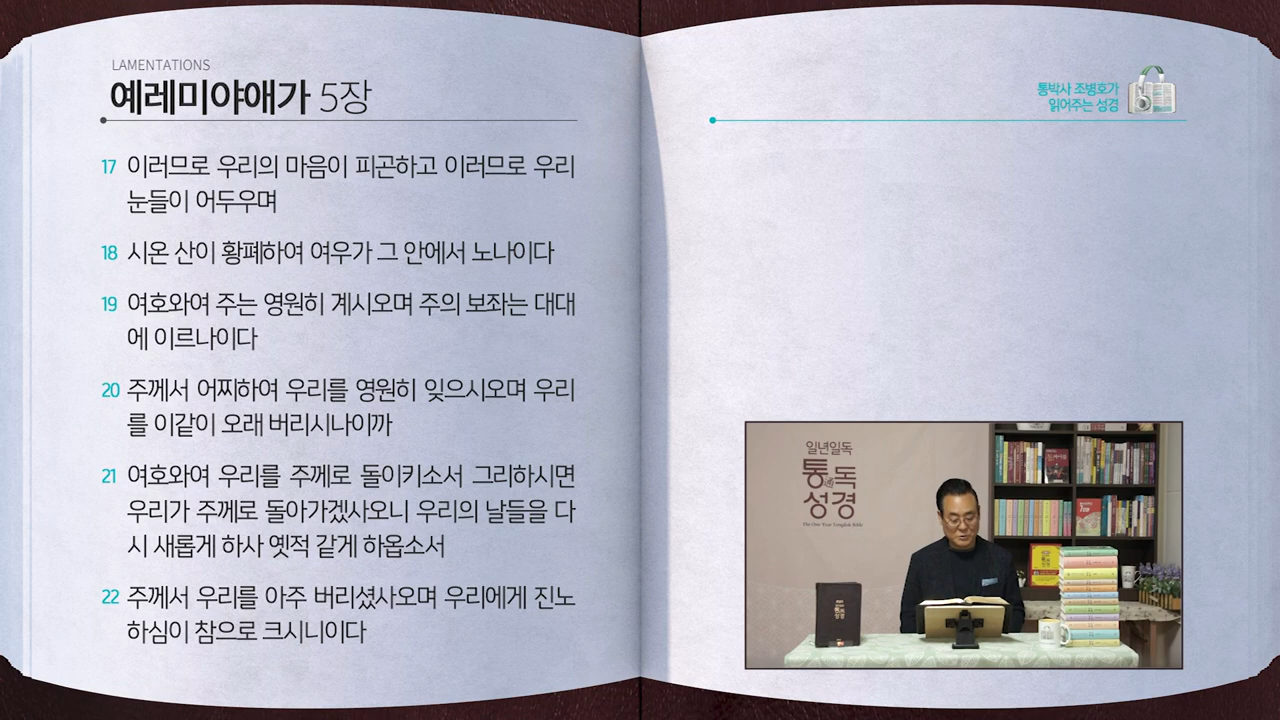 LAMENTATIONS
예레미야애가 5장
17 이러므로 우리의 마음이 피곤하고 이러므로 우리
눈들이 어두우며
18 시온 산이 황폐하여 여우가 그 안에서 노나이다
19 여호와여 주는 영원히 계시오며 주의 보좌는 대대
에 이르나이다
20 주께서 어찌하여 우리를 영원히 잊으시오며 우리
를 이같이 오래 버리시나이까
21 여호와여 우리를 주께로 돌이키소서 그리하시면
우리가 주께로 돌아가겠사오니 우리의 날들을 다
시 새롭게 하사 옛적 같게 하옵소서
22 주께서 우리를 아주 버리셨사오며 우리에게 진노
하심이 참으로 크시니이다
통박사 조병호가
읽어주는 성경
일년일독
통독
성경
The One Year Tongdok Bible
통독
성경